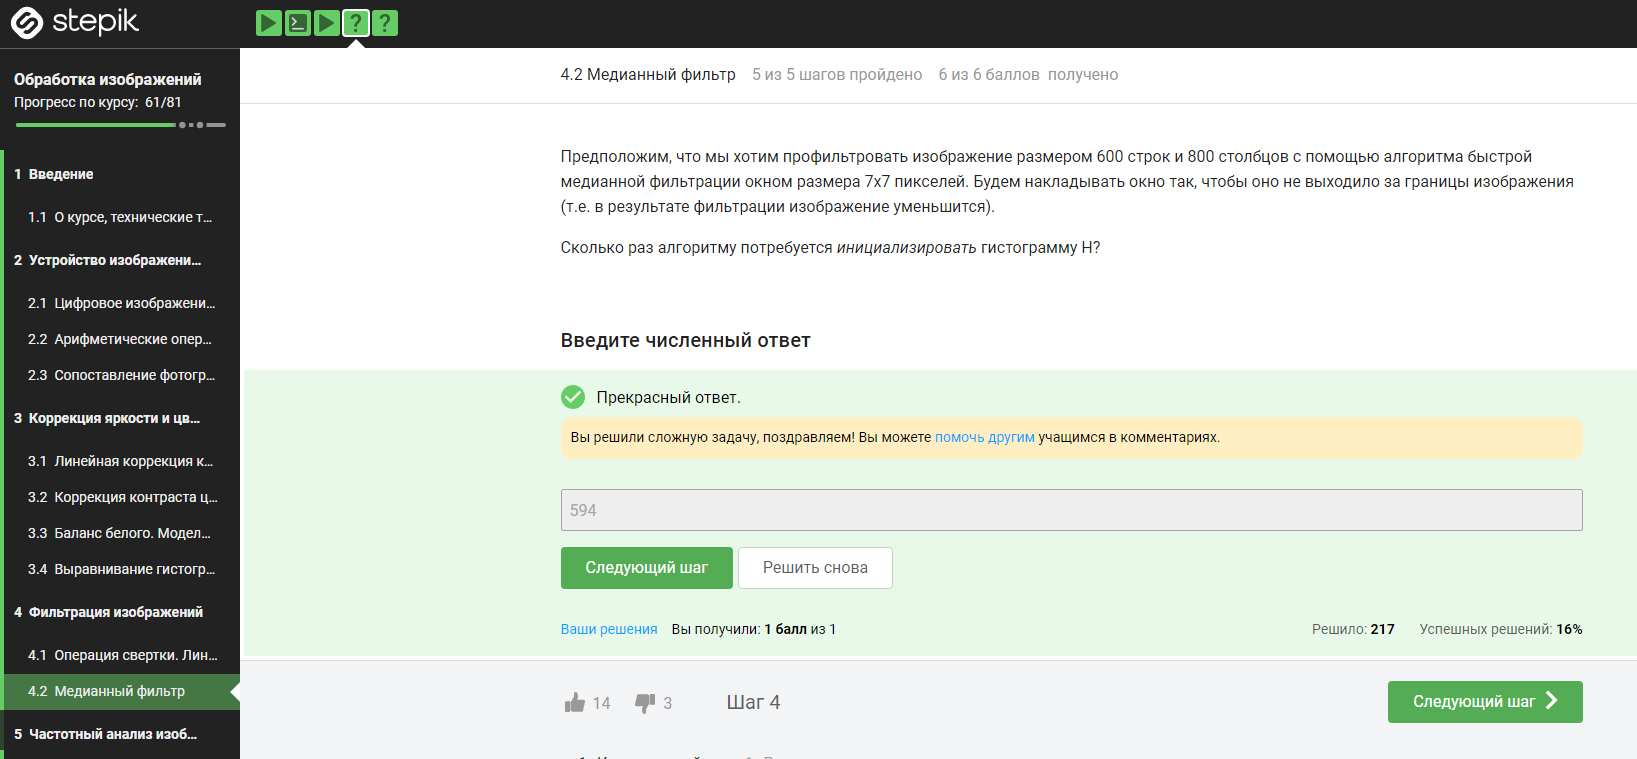 stepik
Обработка изображений
Прогресс по курсу: 61/81
1 Введение
1.1 О курсе, технические т...
2 Устройство изображени...
2.1 Цифровое изображени...
2.2 Арифметические опер...
2.3 Сопоставление фотогр...
3 Коррекция яркости и цв...
3.1 Линейная коррекция к...
3.2 Коррекция контраста ц...
3.3 Баланс белого. Модел...
3.4 Выравнивание гистогр...
4 Фильтрация изображений
4.1 Операция свертки. Лин...
4.2 Медианный фильтр
5 Частотный анализ изоб...
4.2 Медианный фильтр 5 из 5 шагов пройдено 6 из 6 баллов получено
Предположим, что мы хотим профильтровать изображение размером 600 строк и 800 столбцов с помощью алгоритма быстрой
медианной фильтрации окном размера 7x7 пикселей. Будем накладывать окно так, чтобы оно не выходило за границы изображения
(т.е. в результате фильтрации изображение уменьшится).
Сколько раз алгоритму потребуется инициализировать гистограмму H?
Введите численный ответ
Прекрасный ответ.
Вы решили сложную задачу, поздравляем! Вы можете помочь другим учащимся в комментариях.
594
Следующий шаг Решить снова
Ваши решения Вы получили: 1 балл из 1 Решило: 217 Успешных решений: 16%
14 3 Шаг 4 Следующий шаг